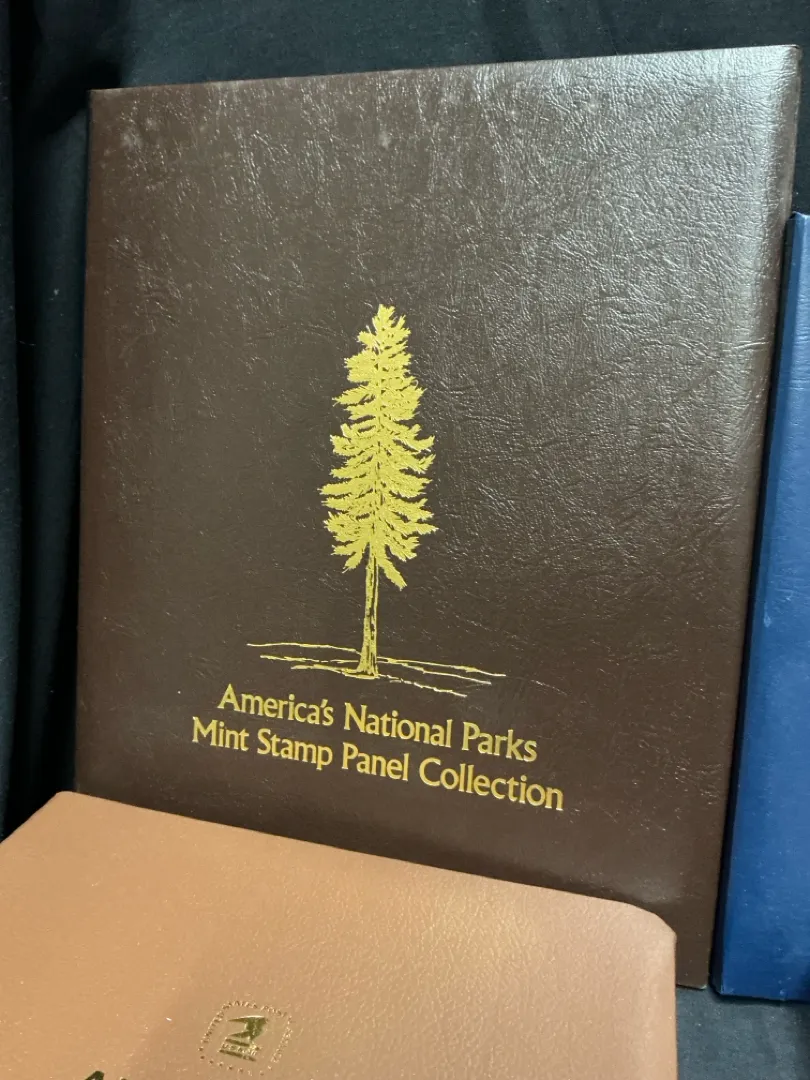 America's National Parks
Mint Stamp Panel Collection